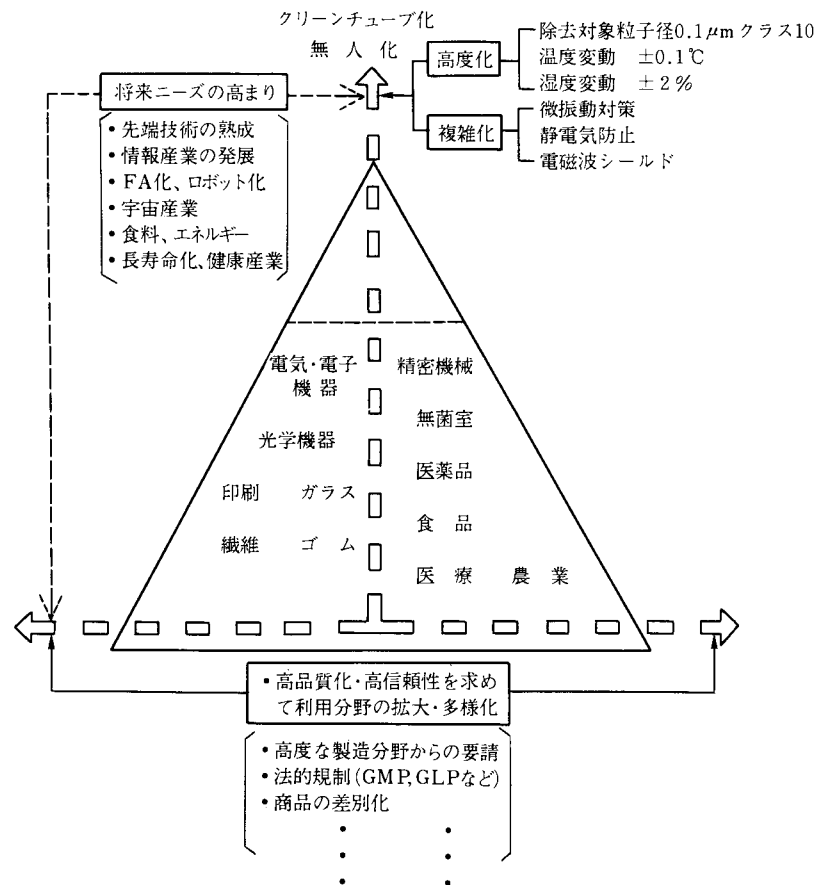 クリーンチューブ化
無人化
高度化
除去対象粒子径0.1μmクラス10
温度変動 ±0.1℃
湿度変動 ±2%
複雑化
微振動対策
静電気防止
電磁波シールド
将来ニーズの高まり
・先端技術の熟成
・情報産業の発展
・FA化、ロボット化
・宇宙産業
・食料、エネルギー
・長寿命化、健康産業
電気・電子
機器
光学機器
印刷 ガラス
繊維 ゴム
精密機械
無菌室
医薬品
食品
医療 農業
・高品質化・高信頼性を求め
て利用分野の拡大・多様化
・高度な製造分野からの要請
・法的規制(GMP,GLPなど)
・商品の差別化